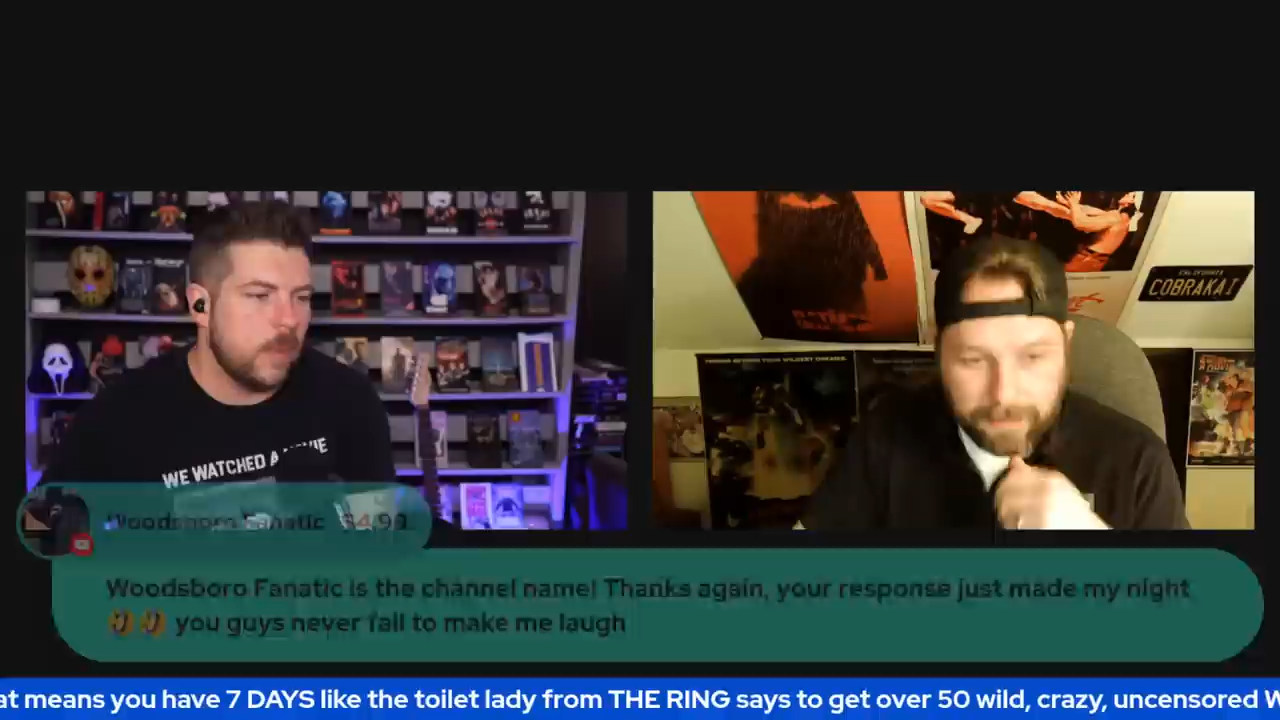 CALIFORNIA
COBRAKAI
WE WATCHED A MOVIE
Woodsboro Fanatic $4.99
Woodsboro Fanatic is the channel name! Thanks again, your response just made my night
🤣🤣 you guys never fail to make me laugh
at means you have 7 DAYS like the toilet lady from THE RING says to get over 50 wild, crazy, uncensored W